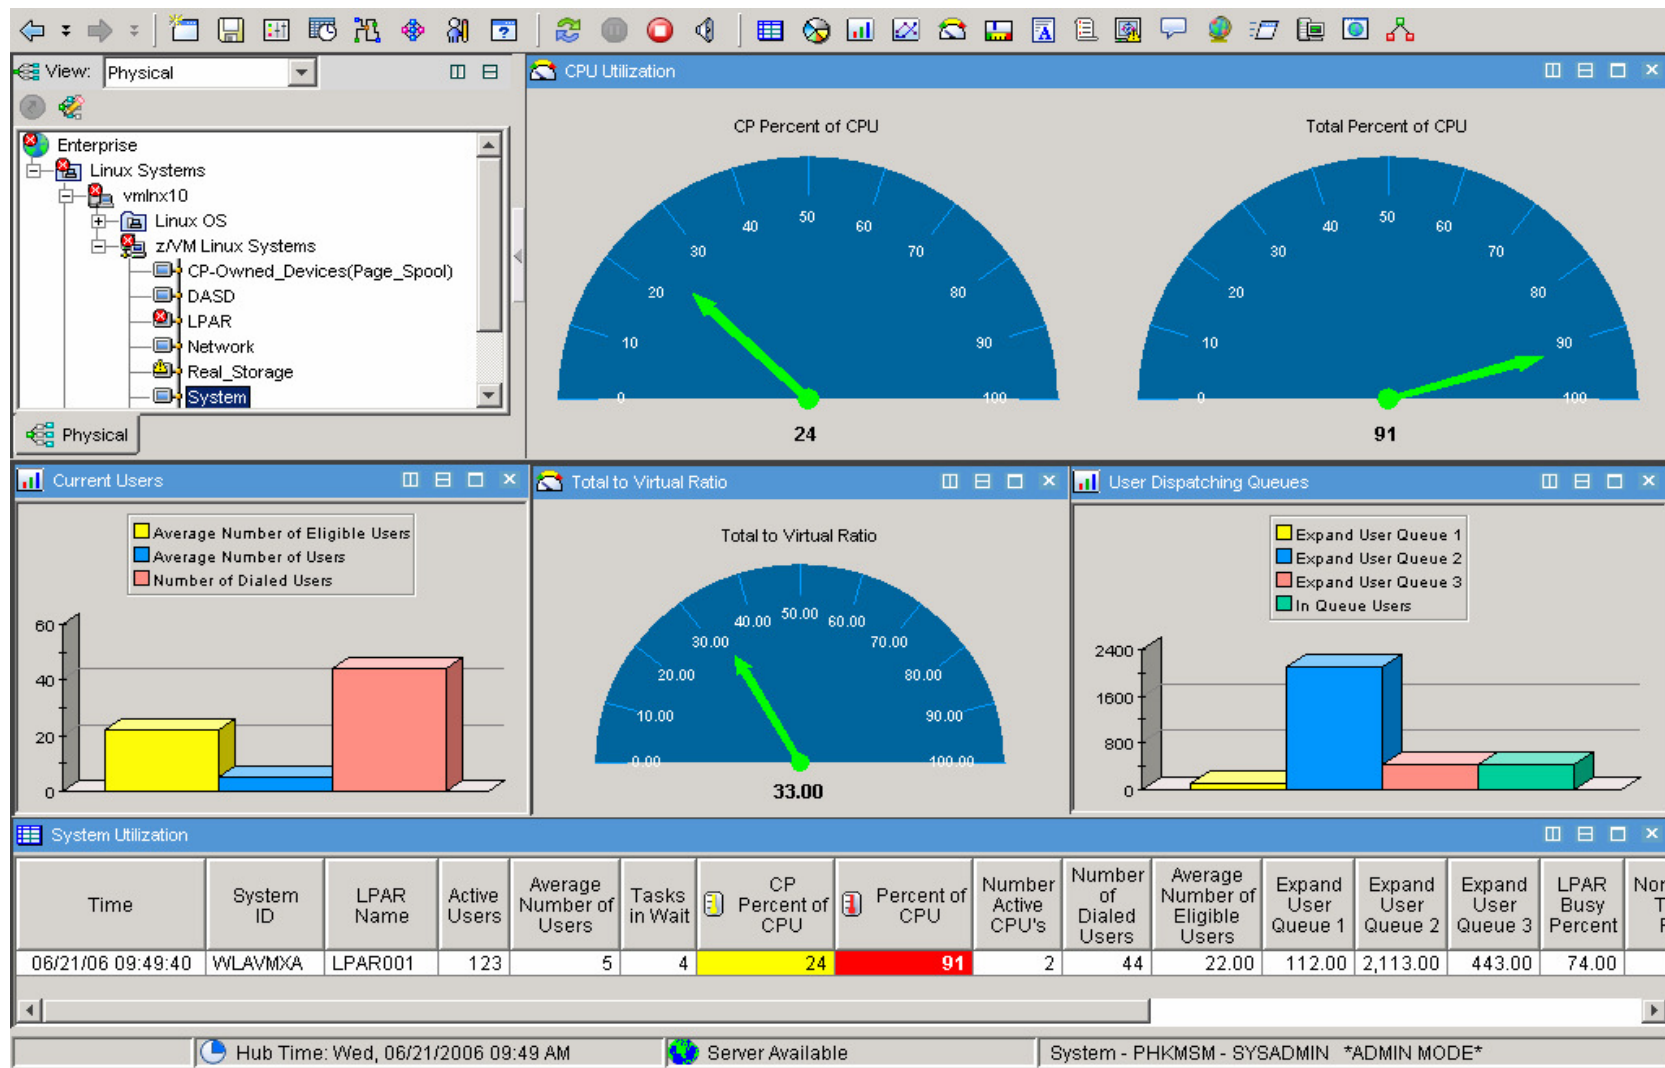 View: Physical
Enterprise
Linux Systems
vmlnx10
Linux OS
z/VM Linux Systems
CP-Owned_Devices(Page_Spool)
DASD
LPAR
Network
Real_Storage
System
Physical
CPU Utilization
CP Percent of CPU
0 10 20 30 40 50 60 70 80 90 100
24
Total Percent of CPU
0 10 20 30 40 50 60 70 80 90 100
91
Current Users
Average Number of Eligible Users
Average Number of Users
Number of Dialed Users
60
40
20
0
Total to Virtual Ratio
Total to Virtual Ratio
0.00 10.00 20.00 30.00 40.00 50.00 60.00 70.00 80.00 90.00 100.00
33.00
User Dispatching Queues
Expand User Queue 1
Expand User Queue 2
Expand User Queue 3
In Queue Users
2400
1600
800
0
System Utilization
Time
System ID
LPAR Name
Active Users
Average Number of Users
Tasks in Wait
CP Percent of CPU
Percent of CPU
Number Active CPU's
Number of Dialed Users
Average Number of Eligible Users
Expand User Queue 1
Expand User Queue 2
Expand User Queue 3
LPAR Busy Percent
06/21/06 09:49:40 WLAVMXA LPAR001 123 5 4 24 91 2 44 22.00 112.00 2,113.00 443.00 74.00
Hub Time: Wed, 06/21/2006 09:49 AM
Server Available
System - PHKMSM - SYSADMIN *ADMIN MODE*